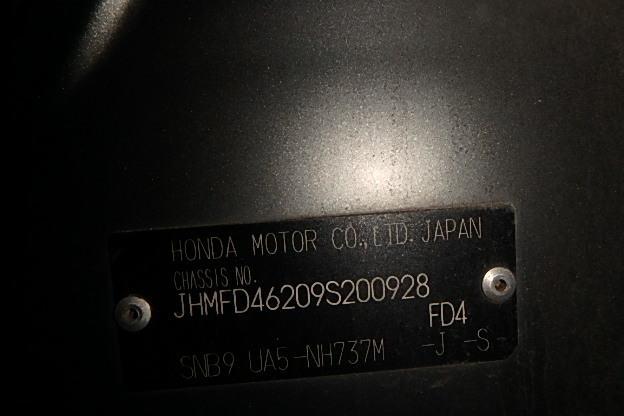 HONDA MOTOR CO., LTD. JAPAN
CHASSIS NO.
JHMFD46209S200928
FD4
SNB9 UA5-NH737M -J -S